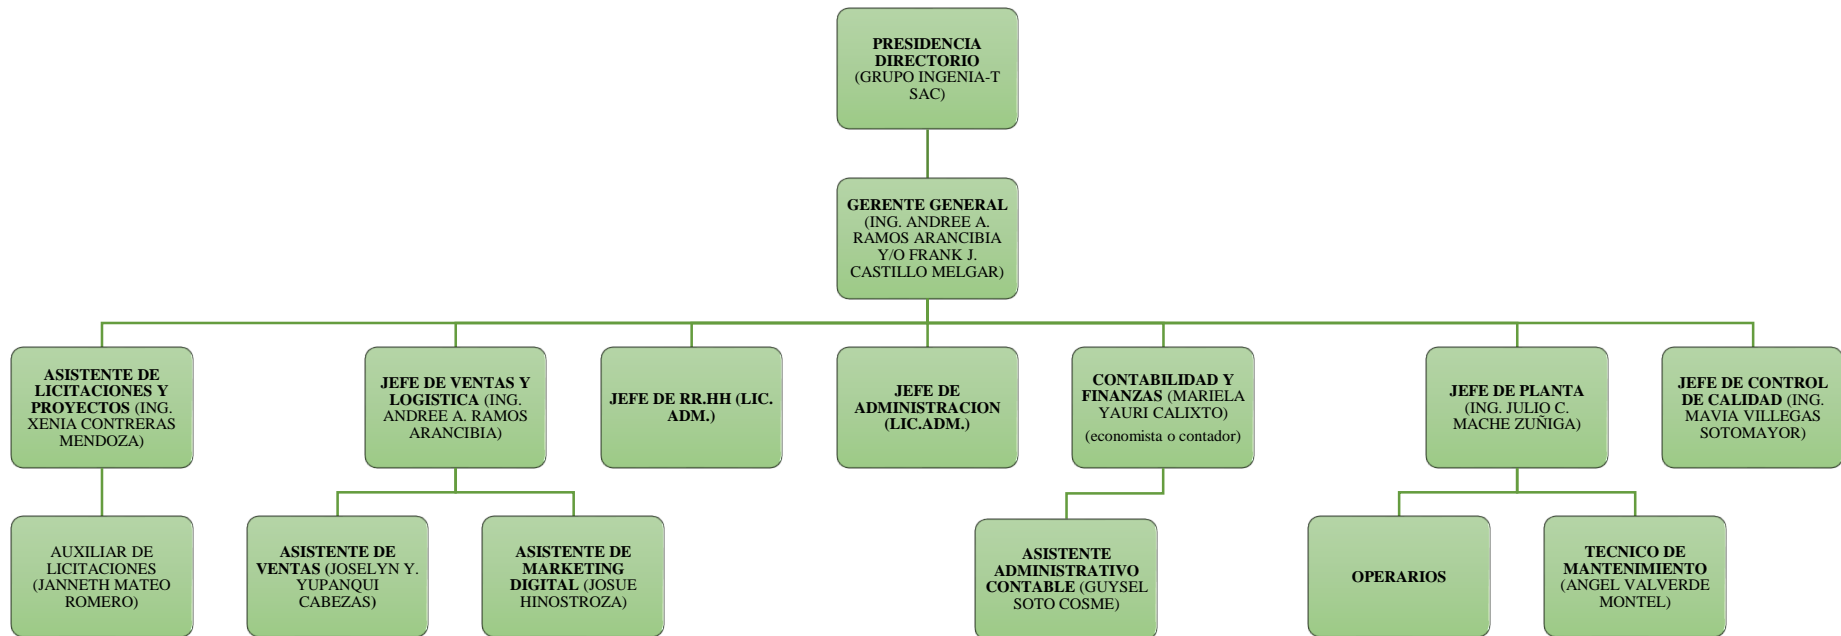 PRESIDENCIA
DIRECTORIO
(GRUPO INGENIA-T
SAC)
GERENTE GENERAL
(ING. ANDREE A.
RAMOS ARANCIBIA
Y/O FRANK J.
CASTILLO MELGAR)
ASISTENTE DE
LICITACIONES Y
PROYECTOS (ING.
XENIA CONTRERAS
MENDOZA)
JEFE DE VENTAS Y
LOGISTICA (ING.
ANDREE A. RAMOS
ARANCIBIA)
JEFE DE RR.HH (LIC.
ADM.)
JEFE DE
ADMINISTRACION
(LIC.ADM.)
CONTABILIDAD Y
FINANZAS (MARIELA
YAURI CALIXTO)
(economista o contador)
JEFE DE PLANTA
(ING. JULIO C.
MACHE ZUÑIGA)
JEFE DE CONTROL
DE CALIDAD (ING.
MAVIA VILLEGAS
SOTOMAYOR)
AUXILIAR DE
LICITACIONES
(JANNETH MATEO
ROMERO)
ASISTENTE DE
VENTAS (JOSELYN Y.
YUPANQUI
CABEZAS)
ASISTENTE DE
MARKETING
DIGITAL (JOSUE
HINOSTROZA)
ASISTENTE
ADMINISTRATIVO
CONTABLE (GUYSEL
SOTO COSME)
OPERARIOS
TECNICO DE
MANTENIMIENTO
(ANGEL VALVERDE
MONTEL)